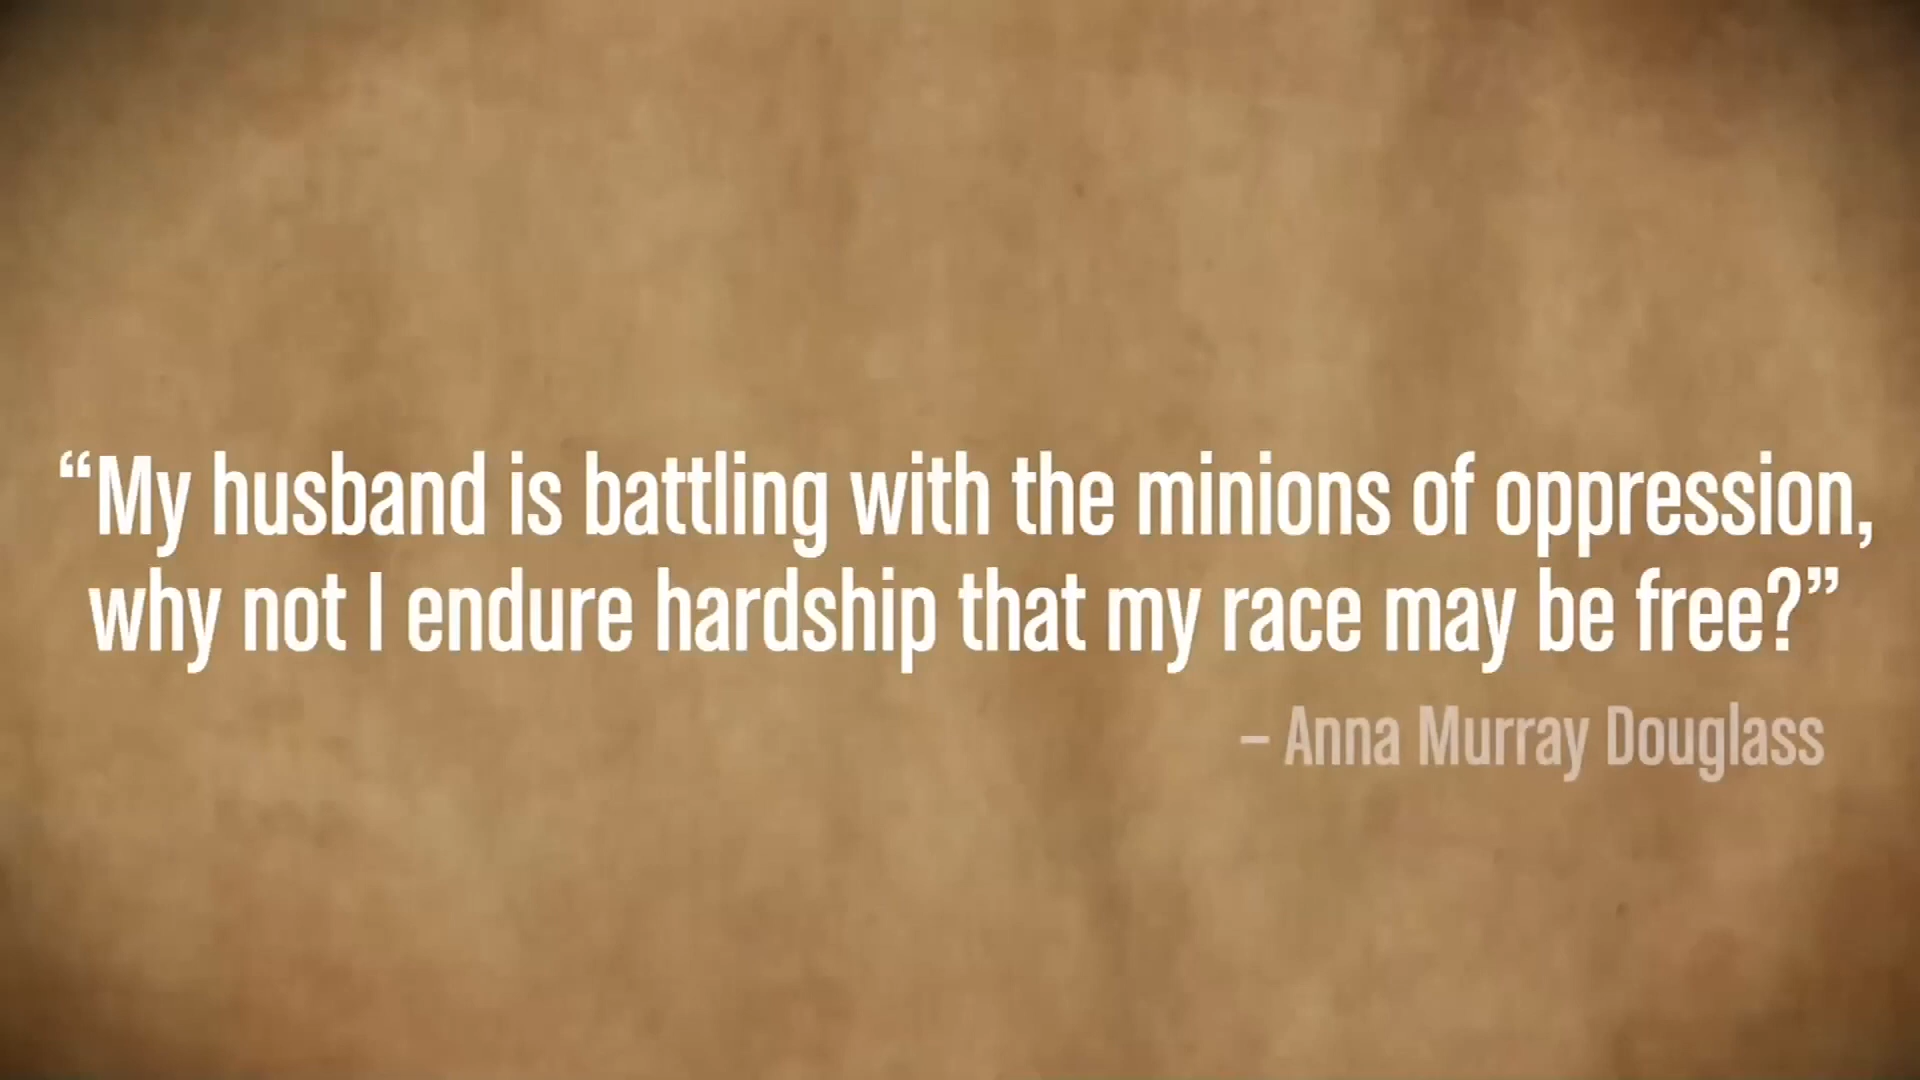 “My husband is battling with the minions of oppression,
why not I endure hardship that my race may be free?”
– Anna Murray Douglass